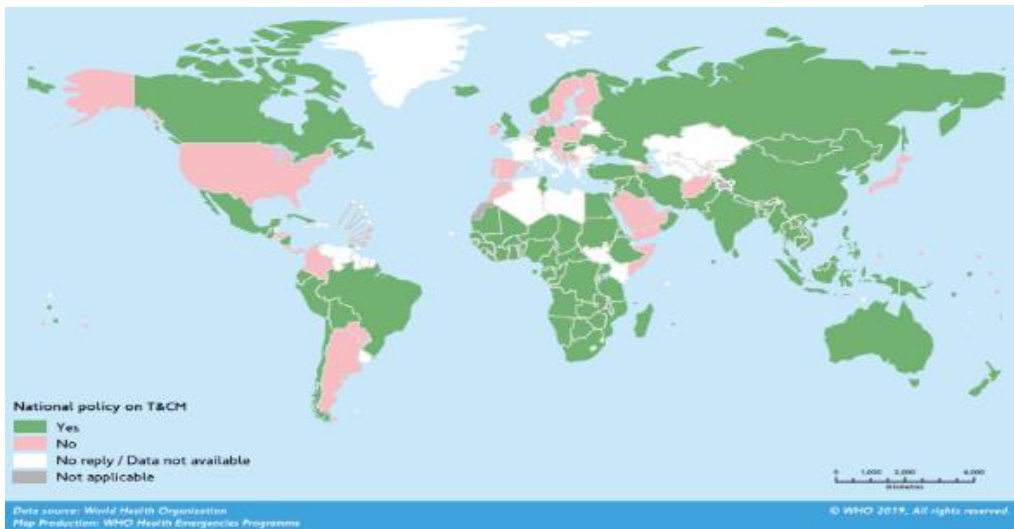 National policy on T&CM
Yes
No
No reply / Data not available
Not applicable
0 1,000 2,000 4,000
Kilometres
Data source: World Health Organization
Map Production: WHO Health Emergencies Programme
© WHO 2019, All rights reserved.